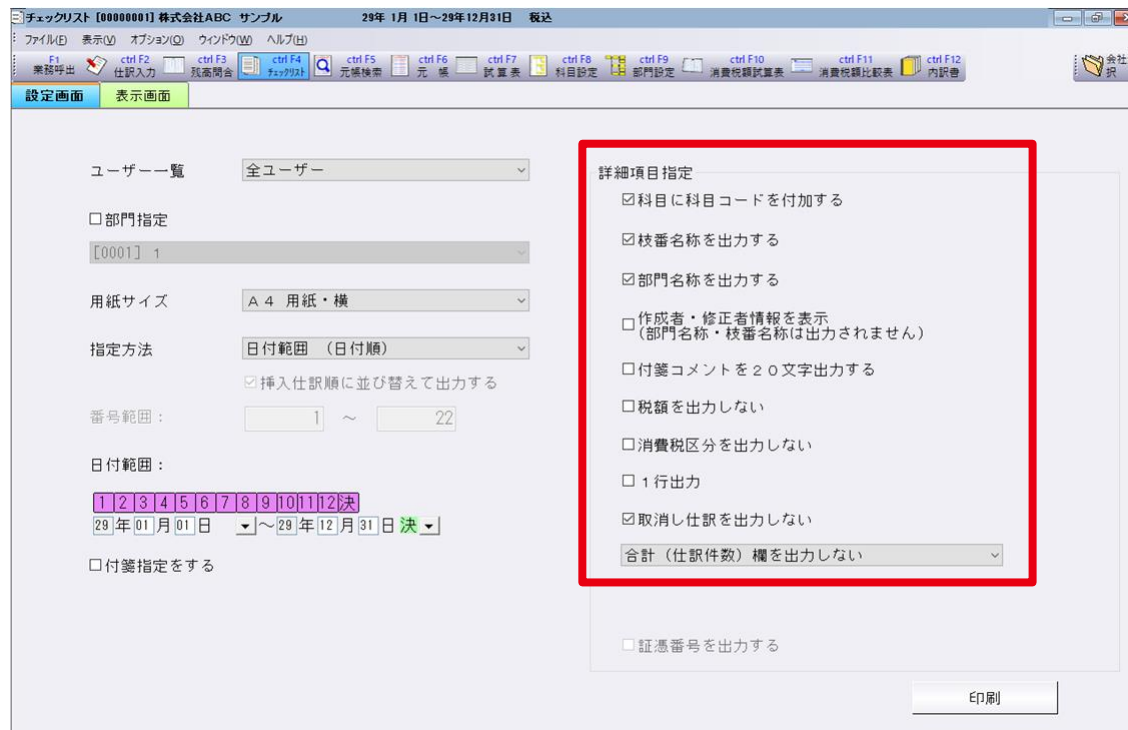 チェックリスト [00000001] 株式会社ABC サンプル 29年 1月 1日～29年12月31日 税込
ファイル(F) 表示(V) オプション(O) ウィンドウ(W) ヘルプ(H)
F1 業務呼出 ctrl F2 仕訳入力 ctrl F3 残高問合 ctrl F4 チェックリスト ctrl F5 元帳検索 ctrl F6 元 帳 ctrl F7 試算表 ctrl F8 科目設定 ctrl F9 部門設定 ctrl F10 消費税額試算表 ctrl F11 消費税額比較表 ctrl F12 内訳書 会社 択
設定画面 表示画面
ユーザー一覧 全ユーザー
部門指定
[0001] 1
用紙サイズ A4 用紙・横
指定方法 日付範囲 (日付順)
挿入仕訳順に並び替えて出力する
番号範囲： 1 ～ 22
日付範囲：
1 2 3 4 5 6 7 8 9 10 11 12 決
29年01月01日 ～29年12月31日 決
付箋指定をする
詳細項目指定
科目に科目コードを付加する
枝番名称を出力する
部門名称を出力する
作成者・修正者情報を表示
(部門名称・枝番名称は出力されません)
付箋コメントを20文字出力する
税額を出力しない
消費税区分を出力しない
1行出力
取消し仕訳を出力しない
合計（仕訳件数）欄を出力しない
証憑番号を出力する
印刷